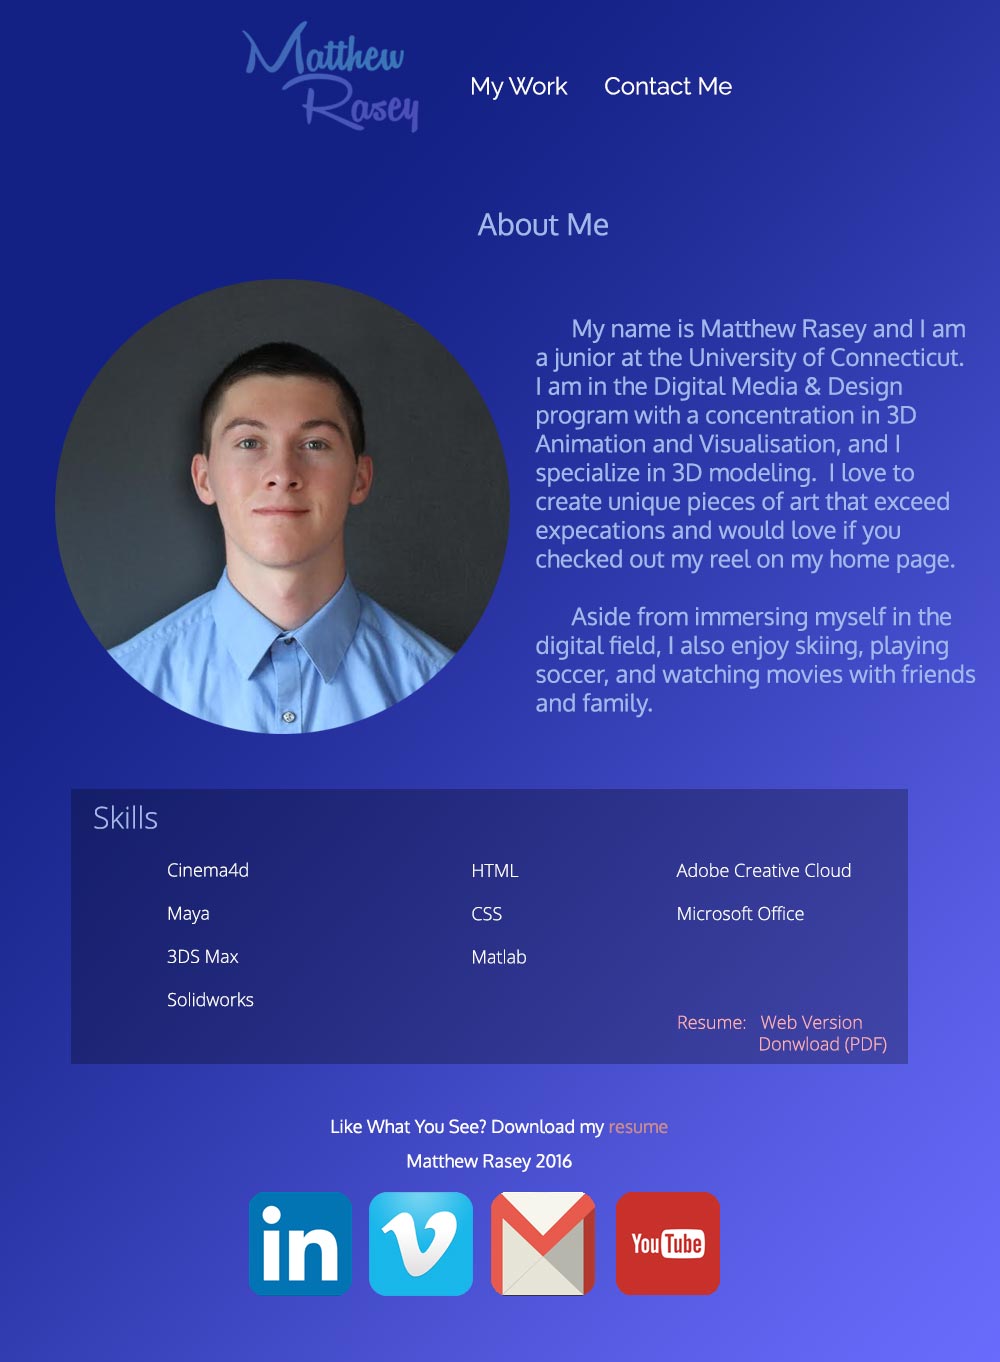 Matthew
Rasey
My Work
Contact Me
About Me
My name is Matthew Rasey and I am
a junior at the University of Connecticut.
I am in the Digital Media & Design
program with a concentration in 3D
Animation and Visualisation, and I
specialize in 3D modeling. I love to
create unique pieces of art that exceed
expecations and would love if you
checked out my reel on my home page.
Aside from immersing myself in the
digital field, I also enjoy skiing, playing
soccer, and watching movies with friends
and family.
Skills
Cinema4d
Maya
3DS Max
Solidworks
HTML
CSS
Matlab
Adobe Creative Cloud
Microsoft Office
Resume: Web Version
Donwload (PDF)
Like What You See? Download my resume
Matthew Rasey 2016
in
YouTube